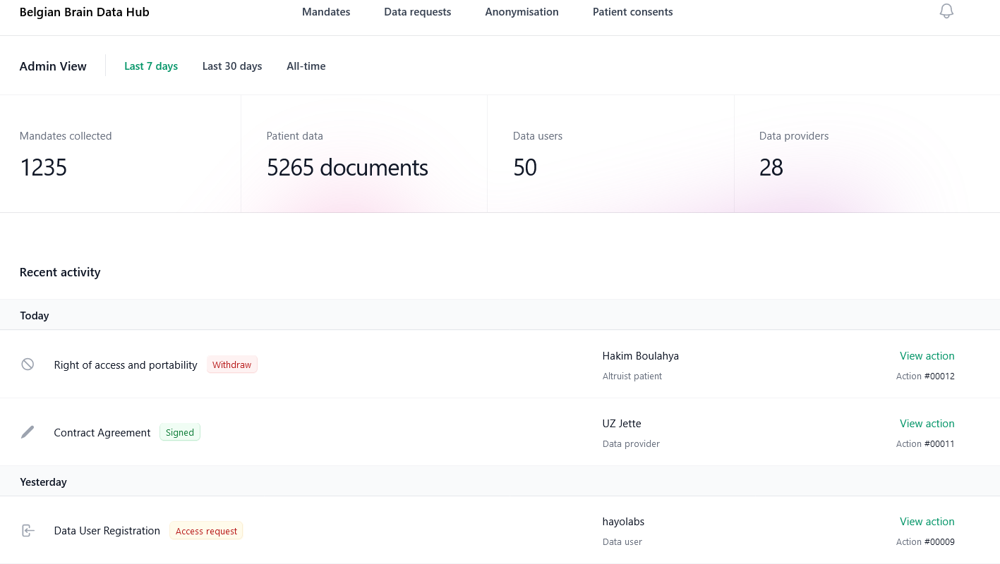 Belgian Brain Data Hub Mandates Data requests Anonymisation Patient consents
Admin View Last 7 days Last 30 days All-time
Mandates collected Patient data Data users Data providers
1235 5265 documents 50 28
Recent activity
Today
Right of access and portability Withdraw Hakim Boulahya View action
Altruist patient Action #00012
Contract Agreement Signed UZ Jette View action
Data provider Action #00011
Yesterday
Data User Registration Access request hayolabs View action
Data user Action #00009